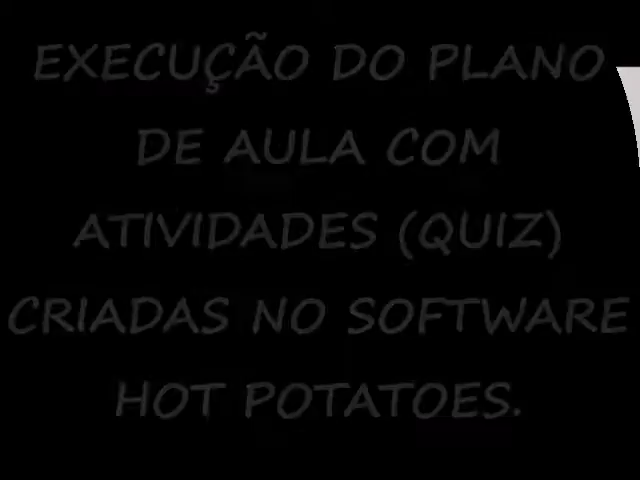 EXECUÇÃO DO PLANO
DE AULA COM
ATIVIDADES (QUIZ)
CRIADAS NO SOFTWARE
HOT POTATOES.